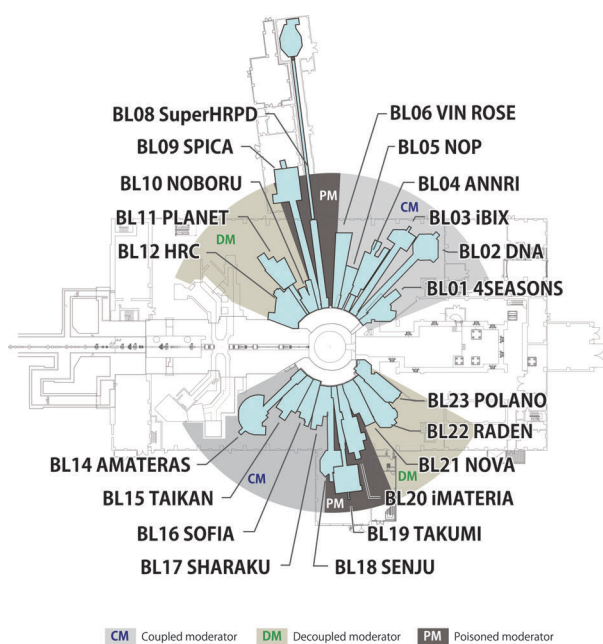 BL08 SuperHRPD
BL06 VIN ROSE
BL09 SPICA
BL05 NOP
BL10 NOBORU
PM
BL04 ANNRI
BL11 PLANET
CM
BL03 iBIX
DM
BL12 HRC
BL02 DNA
BL01 4SEASONS
BL23 POLANO
BL22 RADEN
BL14 AMATERAS
BL21 NOVA
CM
DM
BL15 TAIKAN
BL20 iMATERIA
PM
BL16 SOFIA
BL19 TAKUMI
BL17 SHARAKU
BL18 SENJU
CM Coupled moderator
DM Decoupled moderator
PM Poisoned moderator